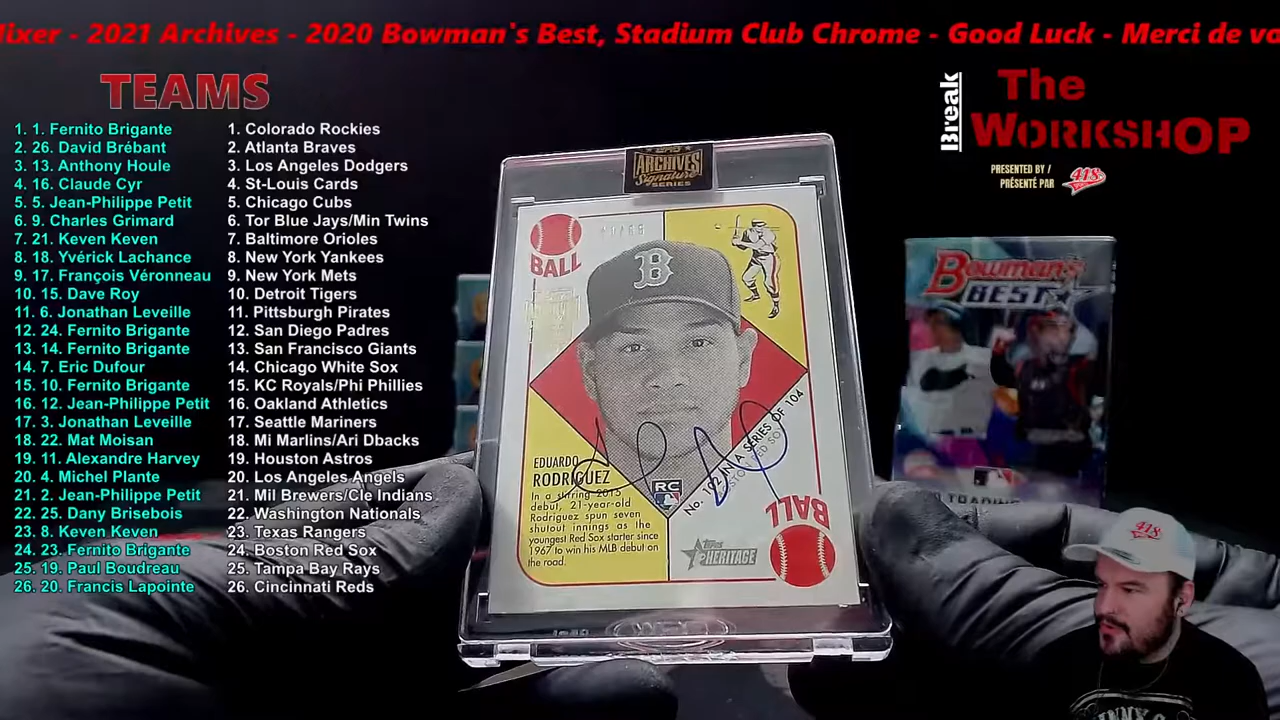 Mixer - 2021 Archives - 2020 Bowman's Best, Stadium Club Chrome - Good Luck - Merci de vo
TEAMS
1. 1. Fernito Brigante
2. 26. David Brébant
3. 13. Anthony Houle
4. 16. Claude Cyr
5. 5. Jean-Philippe Petit
6. 9. Charles Grimard
7. 21. Keven Keven
8. 18. Yvérick Lachance
9. 17. François Véronneau
10. 15. Dave Roy
11. 6. Jonathan Leveille
12. 24. Fernito Brigante
13. 14. Fernito Brigante
14. 7. Eric Dufour
15. 10. Fernito Brigante
16. 12. Jean-Philippe Petit
17. 3. Jonathan Leveille
18. 22. Mat Moisan
19. 11. Alexandre Harvey
20. 4. Michel Plante
21. 2. Jean-Philippe Petit
22. 25. Dany Brisebois
23. 8. Keven Keven
24. 23. Fernito Brigante
25. 19. Paul Boudreau
26. 20. Francis Lapointe
1. Colorado Rockies
2. Atlanta Braves
3. Los Angeles Dodgers
4. St-Louis Cards
5. Chicago Cubs
6. Tor Blue Jays/Min Twins
7. Baltimore Orioles
8. New York Yankees
9. New York Mets
10. Detroit Tigers
11. Pittsburgh Pirates
12. San Diego Padres
13. San Francisco Giants
14. Chicago White Sox
15. KC Royals/Phi Phillies
16. Oakland Athletics
17. Seattle Mariners
18. Mi Marlins/Ari Dbacks
19. Houston Astros
20. Los Angeles Angels
21. Mil Brewers/Cle Indians
22. Washington Nationals
23. Texas Rangers
24. Boston Red Sox
25. Tampa Bay Rays
26. Cincinnati Reds
Topps
ARCHIVES
Signature
SERIES
BALL
B
EDUARDO
RODRIGUEZ
In a stirring 2015
debut, 21-year-old
Rodriguez spun seven
shutout innings as the
youngest Red Sox starter since
1967 to win his MLB debut on
the road.
RC
No. 102 IN A SERIES OF 104
BOSTON RED SOX
Topps
HERITAGE
BALL
Break
The
WORKSHOP
PRESENTED BY /
PRÉSENTÉ PAR
418
Bowman's
BEST
418